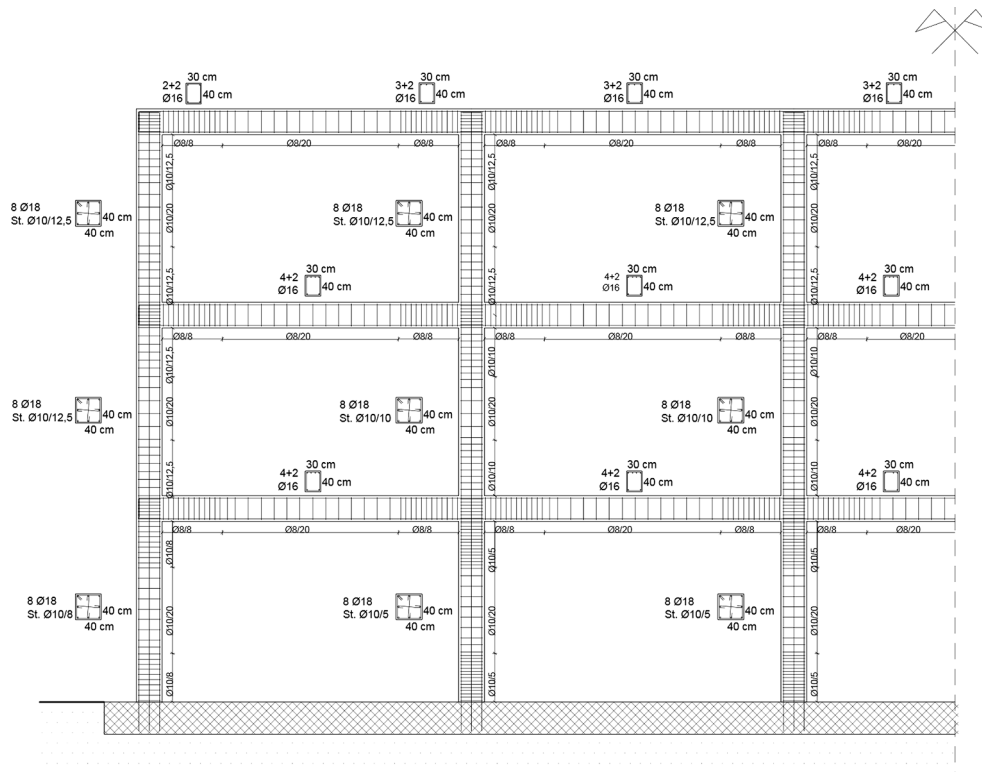 30 cm
2+2
Ø16
40 cm
30 cm
3+2
Ø16
40 cm
30 cm
3+2
Ø16
40 cm
30 cm
3+2
Ø16
40 cm
Ø8/8
Ø8/20
Ø8/8
Ø8/8
Ø8/20
Ø8/8
Ø8/8
Ø8/20
Ø10/12,5
Ø10/20
Ø10/12,5
Ø10/12,5
Ø10/20
Ø10/12,5
Ø10/12,5
Ø10/20
Ø10/12,5
8 Ø18
St. Ø10/12,5
40 cm
40 cm
8 Ø18
St. Ø10/12,5
40 cm
40 cm
8 Ø18
St. Ø10/12,5
40 cm
40 cm
30 cm
4+2
Ø16
40 cm
30 cm
4+2
Ø16
40 cm
30 cm
4+2
Ø16
40 cm
Ø8/8
Ø8/20
Ø8/8
Ø8/8
Ø8/20
Ø8/8
Ø8/8
Ø8/20
Ø10/12,5
Ø10/20
Ø10/12,5
Ø10/10
Ø10/20
Ø10/10
Ø10/10
Ø10/20
Ø10/10
8 Ø18
St. Ø10/12,5
40 cm
40 cm
8 Ø18
St. Ø10/10
40 cm
40 cm
8 Ø18
St. Ø10/10
40 cm
40 cm
30 cm
4+2
Ø16
40 cm
30 cm
4+2
Ø16
40 cm
30 cm
4+2
Ø16
40 cm
Ø8/8
Ø8/20
Ø8/8
Ø8/8
Ø8/20
Ø8/8
Ø8/8
Ø8/20
Ø10/8
Ø10/20
Ø10/8
Ø10/5
Ø10/20
Ø10/5
Ø10/5
Ø10/20
Ø10/5
8 Ø18
St. Ø10/8
40 cm
40 cm
8 Ø18
St. Ø10/5
40 cm
40 cm
8 Ø18
St. Ø10/5
40 cm
40 cm